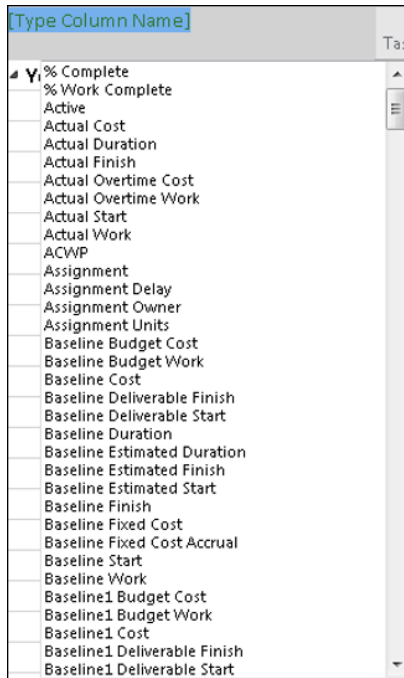 [Type Column Name]
Ta
Y
% Complete
% Work Complete
Active
Actual Cost
Actual Duration
Actual Finish
Actual Overtime Cost
Actual Overtime Work
Actual Start
Actual Work
ACWP
Assignment
Assignment Delay
Assignment Owner
Assignment Units
Baseline Budget Cost
Baseline Budget Work
Baseline Cost
Baseline Deliverable Finish
Baseline Deliverable Start
Baseline Duration
Baseline Estimated Duration
Baseline Estimated Finish
Baseline Estimated Start
Baseline Finish
Baseline Fixed Cost
Baseline Fixed Cost Accrual
Baseline Start
Baseline Work
Baseline1 Budget Cost
Baseline1 Budget Work
Baseline1 Cost
Baseline1 Deliverable Finish
Baseline1 Deliverable Start